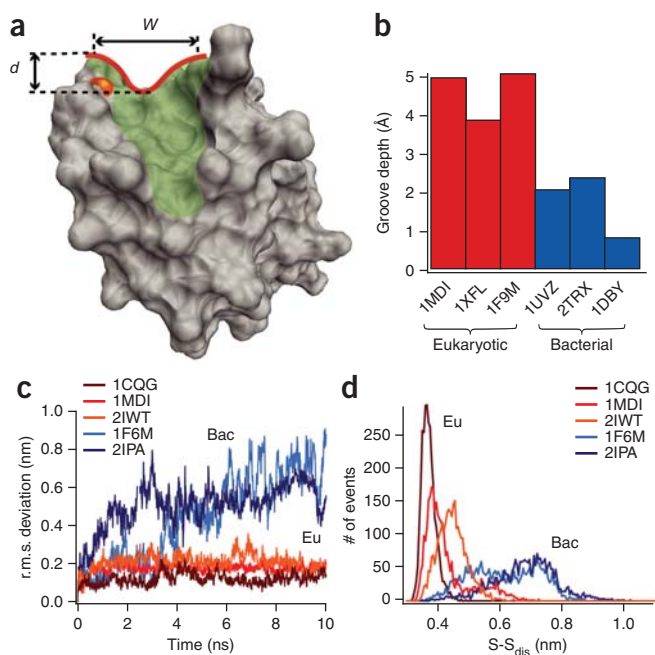 a
W
d
b
Groove depth (Å)
5
4
3
2
1
0
1MDI
1XFL
1F9M
1UVZ
2TRX
1DBY
Eukaryotic
Bacterial
c
1CQG
1MDI
2IWT
1F6M
2IPA
Bac
Eu
r.m.s. deviation (nm)
1.0
0.8
0.6
0.4
0.2
0
0 2 4 6 8 10
Time (ns)
d
1CQG
1MDI
2IWT
1F6M
2IPA
Eu
Bac
# of events
250
200
150
100
50
0
0.4 0.6 0.8 1.0
S-S dis (nm)